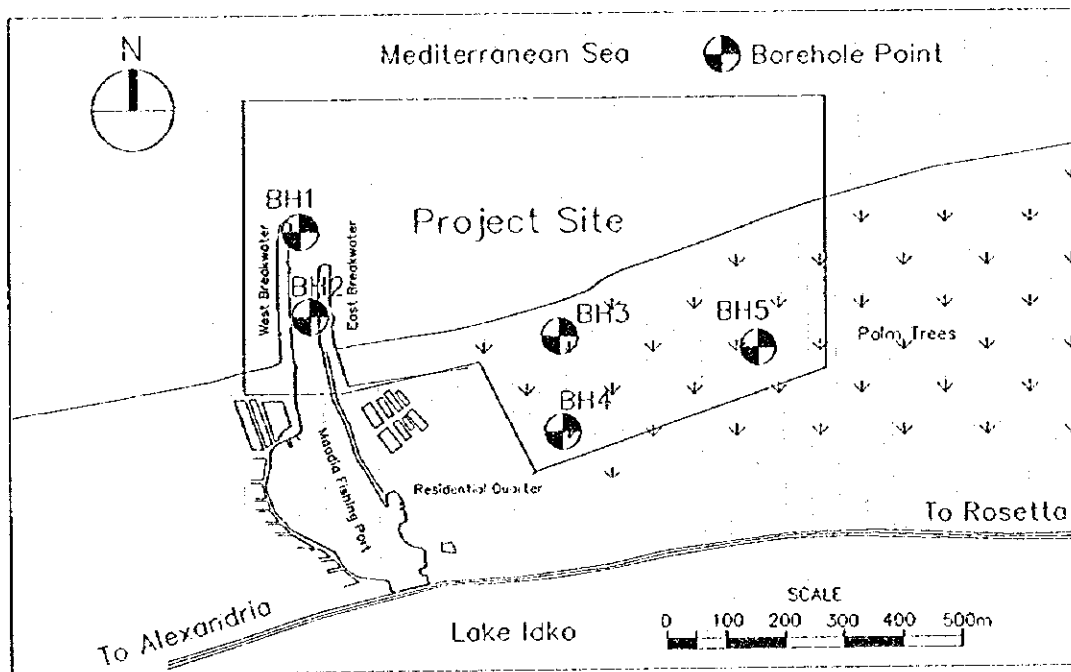 N
Mediterranean Sea
Borehole Point
BH1
Project Site
West Breakwater
BH2
East Breakwater
BH3
BH5
Palm Trees
BH4
Maadia Fishing Port
Residential Quarter
To Rosetta
To Alexandria
Lake Idko
SCALE
0 100 200 300 400 500m